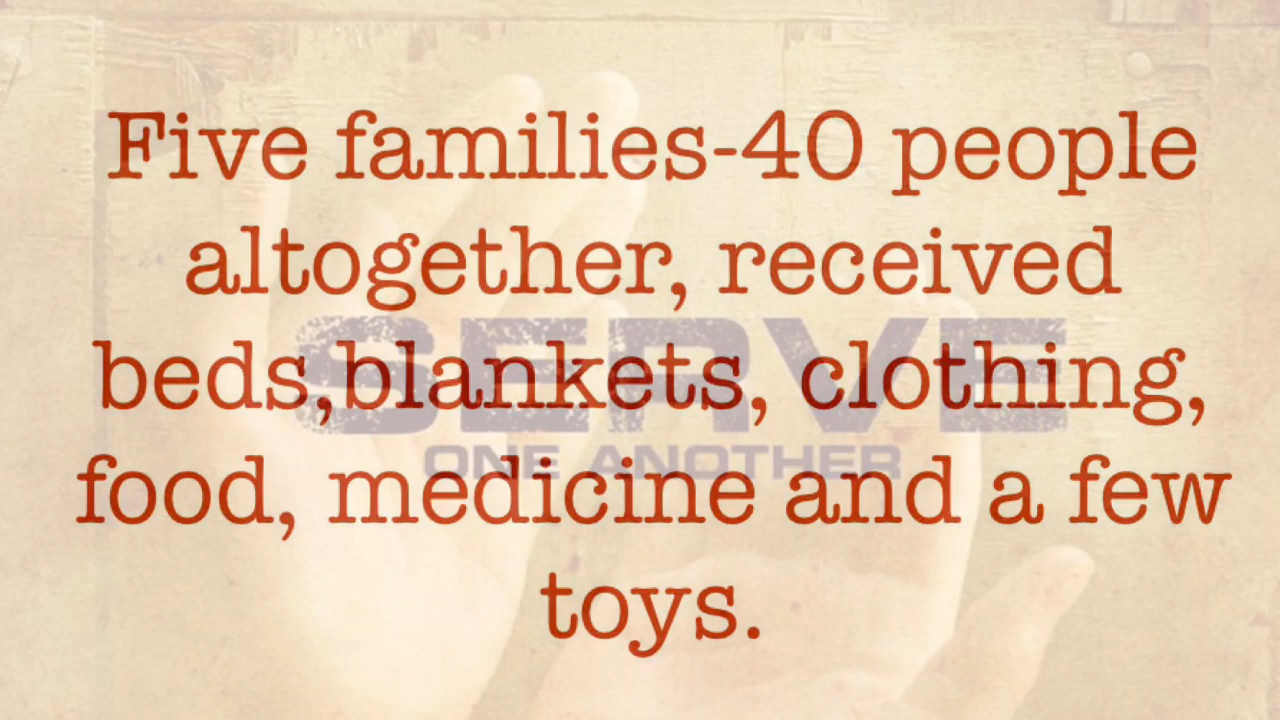 Five families-40 people
altogether, received
beds,blankets, clothing,
food, medicine and a few
toys.
SERVE
ONE ANOTHER